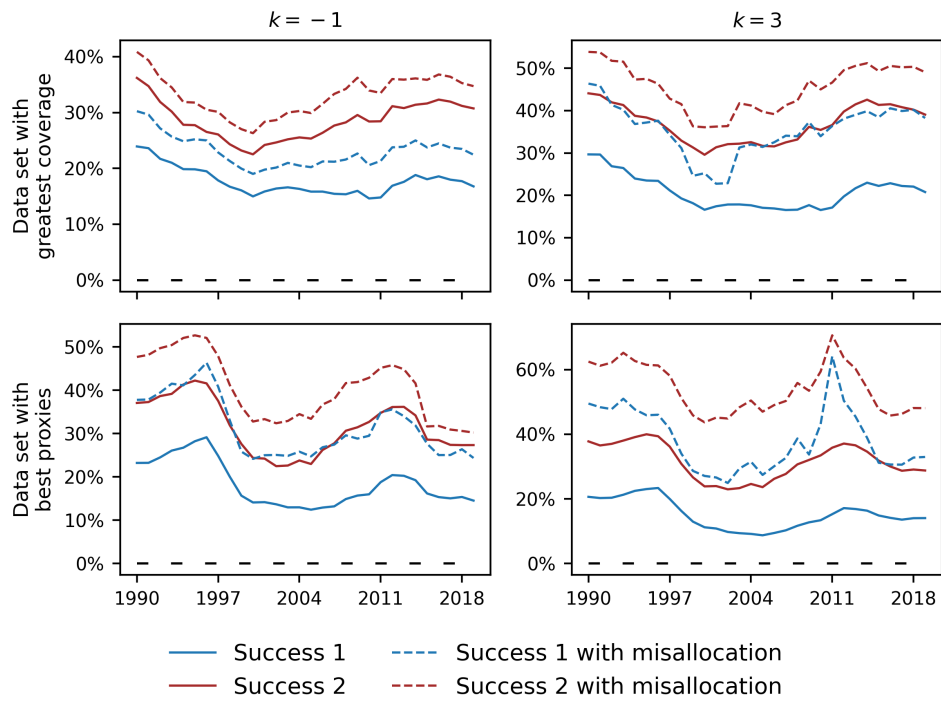 k = −1
k = 3
Data set with
greatest coverage
40%
30%
20%
10%
0%
50%
40%
30%
20%
10%
0%
Data set with
best proxies
50%
40%
30%
20%
10%
0%
60%
40%
20%
0%
1990 1997 2004 2011 2018
1990 1997 2004 2011 2018
Success 1
Success 1 with misallocation
Success 2
Success 2 with misallocation